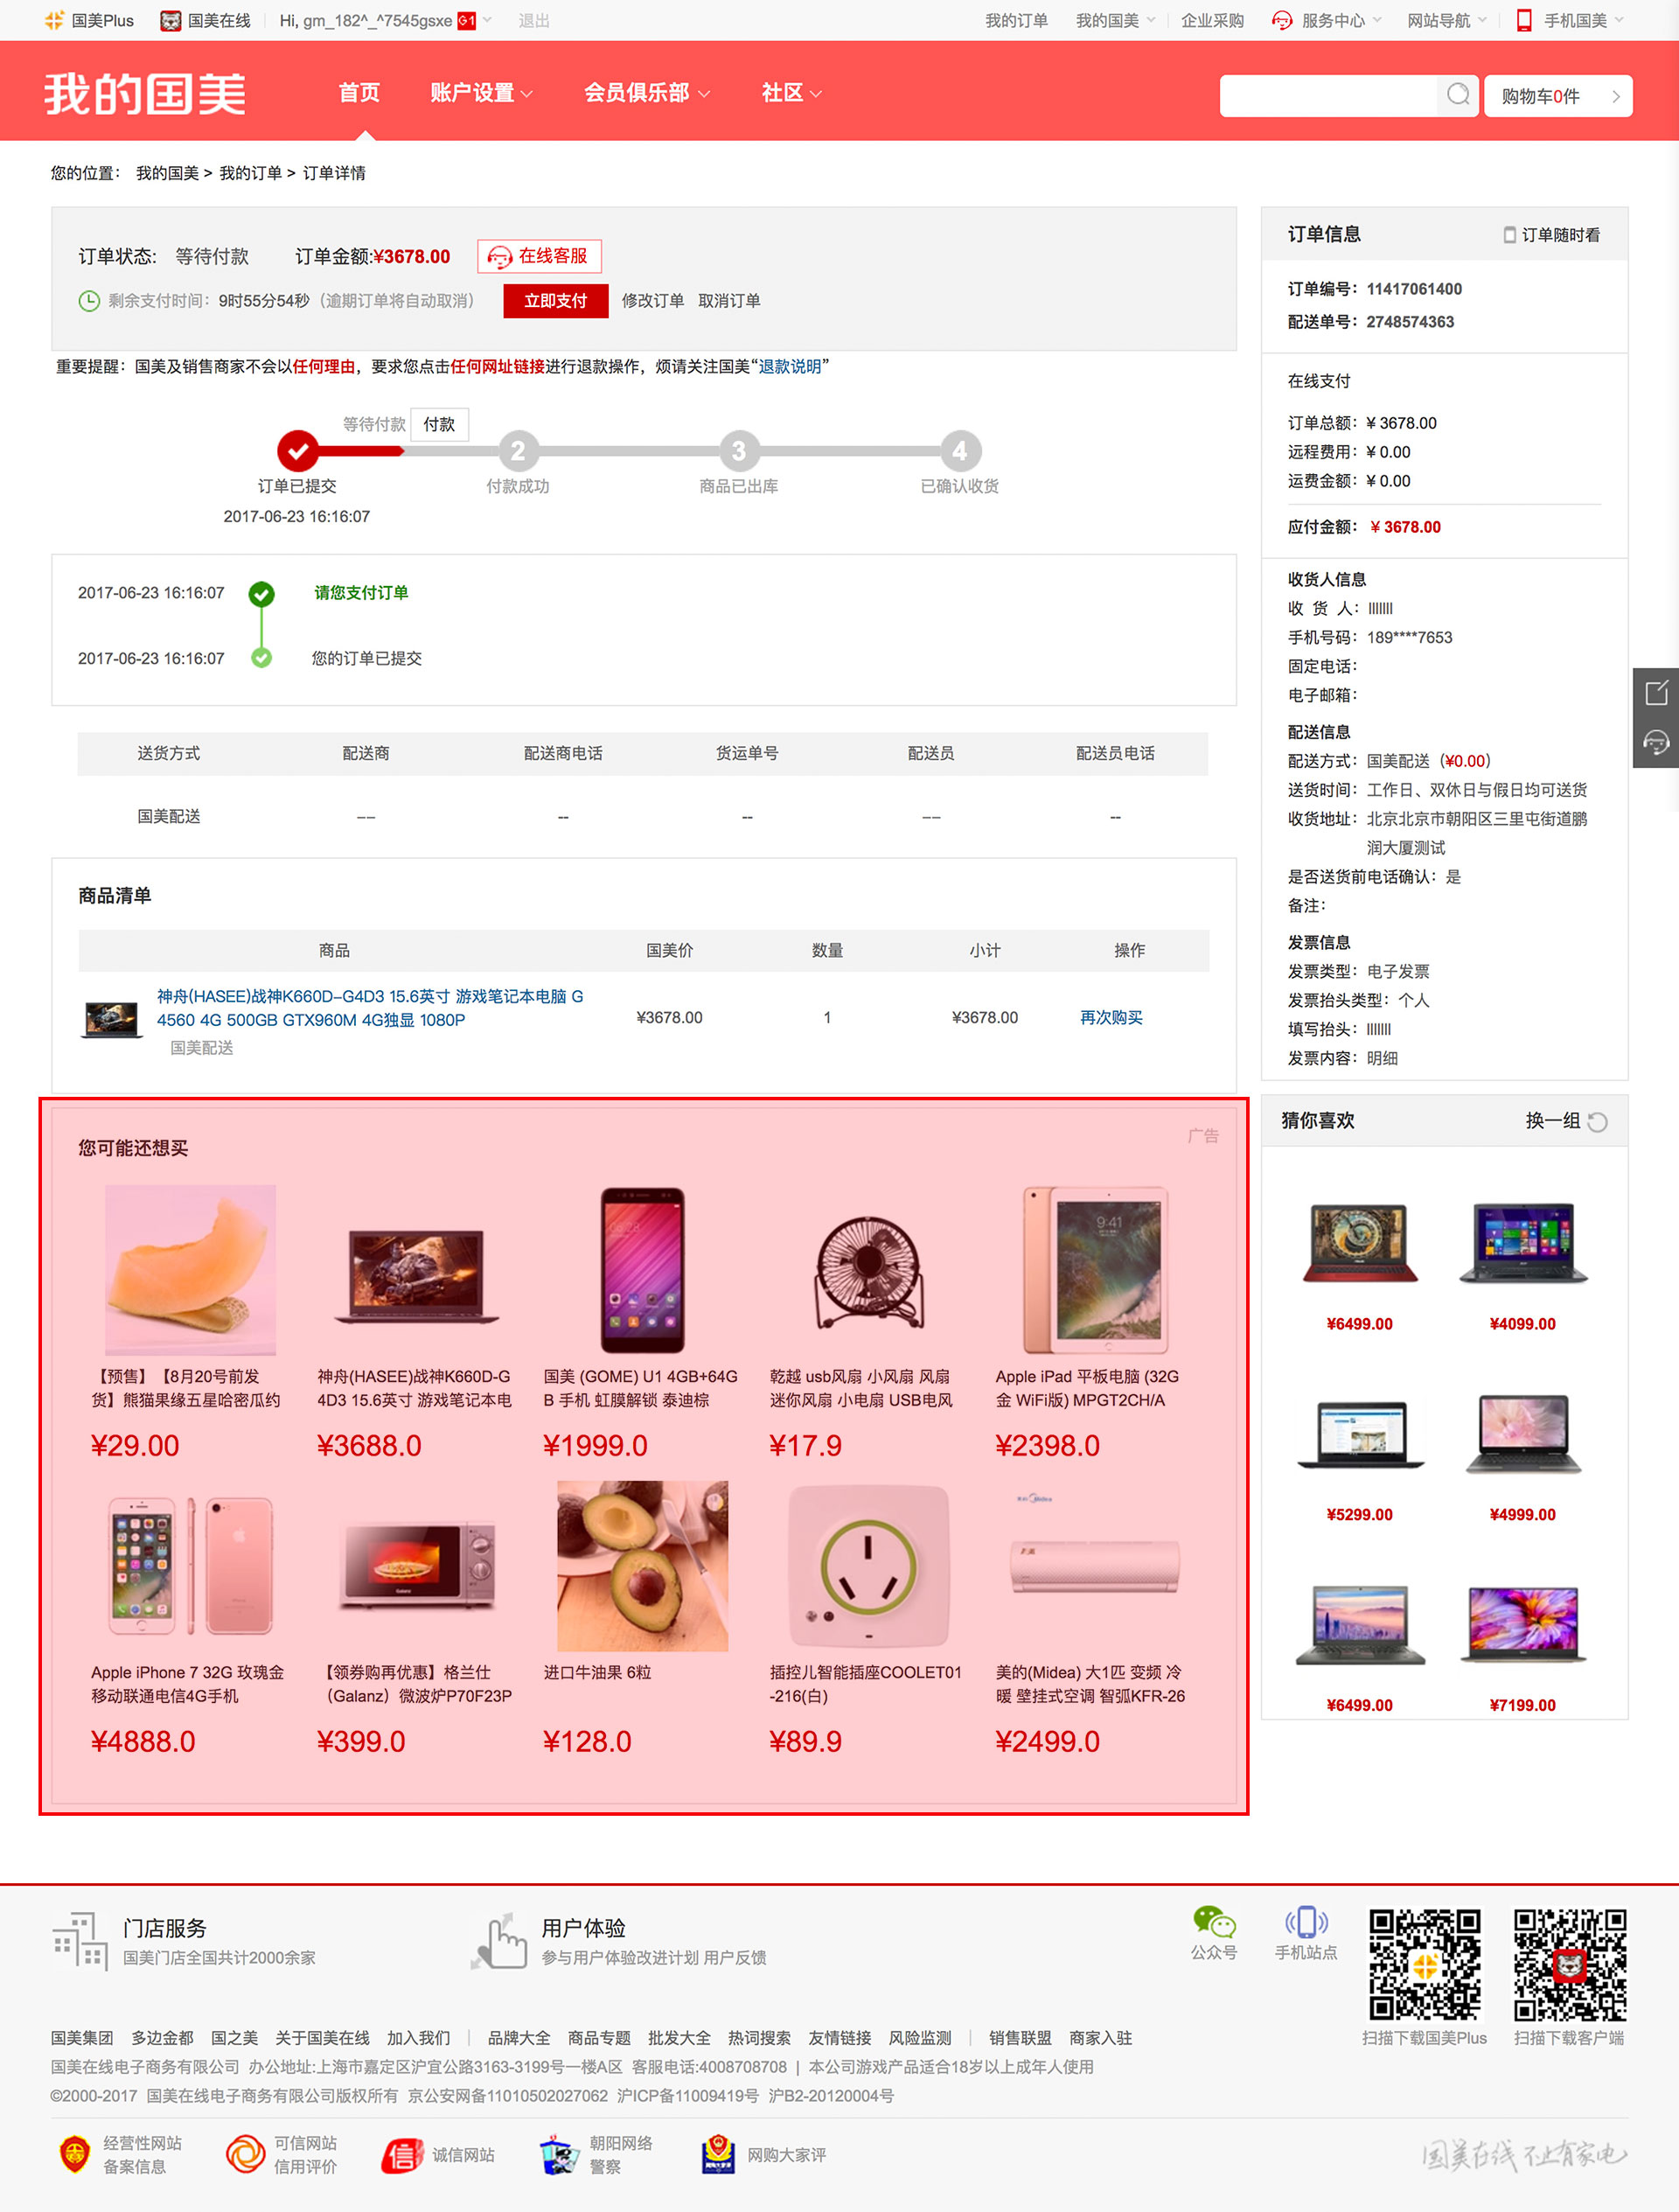 国美Plus 国美在线 Hi, gm_182^_^7545gsxe G1 退出 我的订单 我的国美 企业采购 服务中心 网站导航 手机国美
我的国美 首页 账户设置 会员俱乐部 社区 购物车0件
您的位置： 我的国美 > 我的订单 > 订单详情
订单状态: 等待付款 订单金额:¥3678.00 在线客服
剩余支付时间：9时55分54秒（逾期订单将自动取消） 立即支付 修改订单 取消订单
重要提醒：国美及销售商家不会以任何理由，要求您点击任何网址链接进行退款操作，烦请关注国美“退款说明”
等待付款 付款
2 3 4
订单已提交 付款成功 商品已出库 已确认收货
2017-06-23 16:16:07
2017-06-23 16:16:07 请您支付订单
2017-06-23 16:16:07 您的订单已提交
送货方式 配送商 配送商电话 货运单号 配送员 配送员电话
国美配送 –– -- -- –– --
商品清单
商品 国美价 数量 小计 操作
神舟(HASEE)战神K660D–G4D3 15.6英寸 游戏笔记本电脑 G
4560 4G 500GB GTX960M 4G独显 1080P
¥3678.00 1 ¥3678.00 再次购买
国美配送
订单信息 订单随时看
订单编号：11417061400
配送单号：2748574363
在线支付
订单总额：¥ 3678.00
远程费用：¥ 0.00
运费金额：¥ 0.00
应付金额： ¥ 3678.00
收货人信息
收 货 人：lllllll
手机号码：189****7653
固定电话：
电子邮箱：
配送信息
配送方式：国美配送（¥0.00）
送货时间：工作日、双休日与假日均可送货
收货地址：北京北京市朝阳区三里屯街道鹏
润大厦测试
是否送货前电话确认：是
备注：
发票信息
发票类型：电子发票
发票抬头类型：个人
填写抬头：lllllll
发票内容：明细
您可能还想买 广告
【预售】【8月20号前发
货】熊猫果缘五星哈密瓜约
¥29.00
神舟(HASEE)战神K660D-G
4D3 15.6英寸 游戏笔记本电
¥3688.0
国美 (GOME) U1 4GB+64G
B 手机 虹膜解锁 泰迪棕
¥1999.0
乾越 usb风扇 小风扇 风扇
迷你风扇 小电扇 USB电风
¥17.9
9:41
Apple iPad 平板电脑 (32G
金 WiFi版) MPGT2CH/A
¥2398.0
Apple iPhone 7 32G 玫瑰金
移动联通电信4G手机
¥4888.0
Galanz
【领券购再优惠】格兰仕
（Galanz）微波炉P70F23P
¥399.0
进口牛油果 6粒
¥128.0
插控儿智能插座COOLET01
-216(白)
¥89.9
Midea
美的(Midea) 大1匹 变频 冷
暖 壁挂式空调 智弧KFR-26
¥2499.0
猜你喜欢 换一组
¥6499.00 ¥4099.00
¥5299.00 ¥4999.00
¥6499.00 ¥7199.00
门店服务
国美门店全国共计2000余家
用户体验
参与用户体验改进计划 用户反馈
公众号 手机站点
扫描下载国美Plus 扫描下载客户端
国美集团 多边金都 国之美 关于国美在线 加入我们 | 品牌大全 商品专题 批发大全 热词搜索 友情链接 风险监测 | 销售联盟 商家入驻
国美在线电子商务有限公司 办公地址:上海市嘉定区沪宜公路3163-3199号一楼A区 客服电话:4008708708 | 本公司游戏产品适合18岁以上成年人使用
©2000-2017 国美在线电子商务有限公司版权所有 京公安网备11010502027062 沪ICP备11009419号 沪B2-20120004号
经营性网站
备案信息
可信网站
信用评价
信 诚信网站
朝阳网络
警察
网购大家评
国美在线 不止有家电